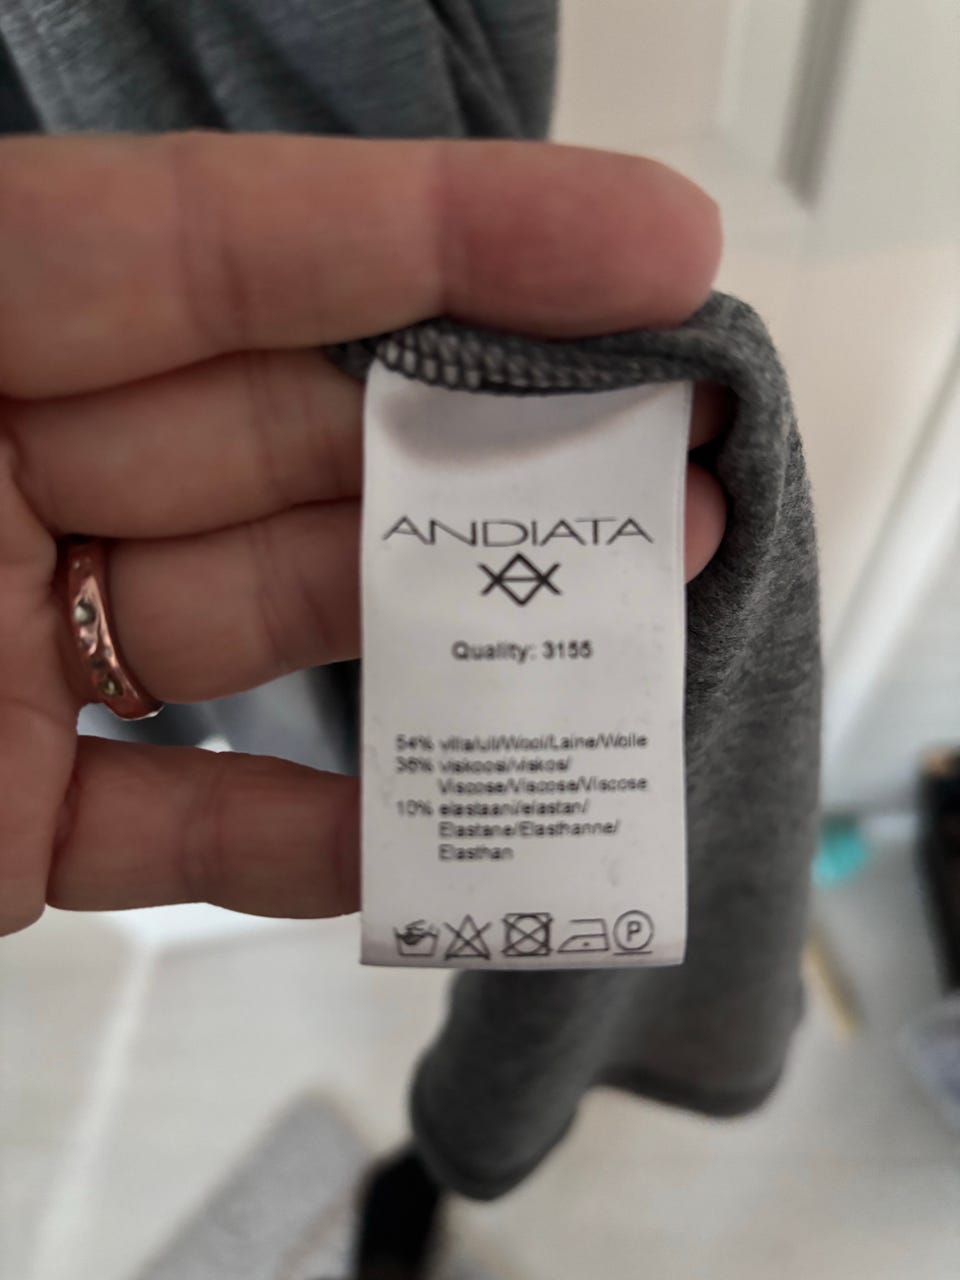 ANDIATA
Quality: 3155
54% villa/ull/Wool/Laine/Wolle
36% viskoosi/viskos/
Viscose/Viscose/Viscose
10% elastaani/elastan/
Elastane/Elasthanne/
Elasthan
P